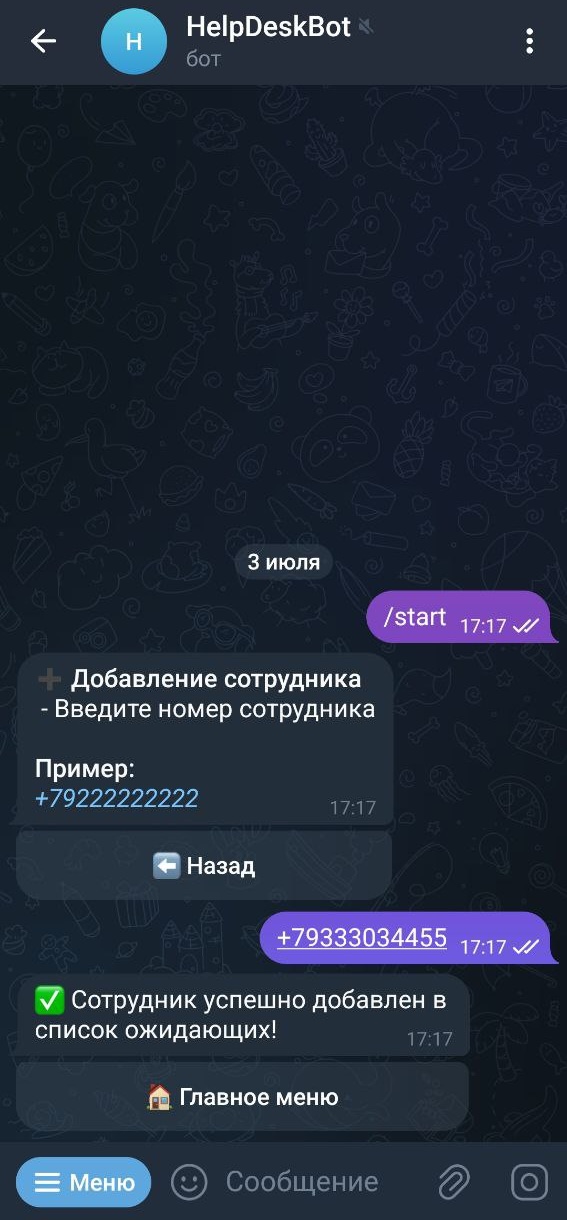 H
HelpDeskBot
бот
3 июля
/start 17:17
➕ Добавление сотрудника
- Введите номер сотрудника
Пример:
+79222222222 17:17
⬅️ Назад
+79333034455 17:17
✅ Сотрудник успешно добавлен в
список ожидающих! 17:17
🏠 Главное меню
Меню Сообщение